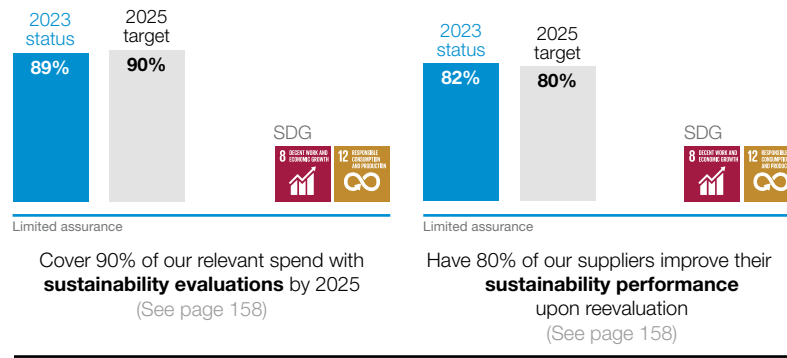 2023
status
2025
target
89%
90%
SDG
8 DECENT WORK AND
ECONOMIC GROWTH
12 RESPONSIBLE
CONSUMPTION
AND PRODUCTION
Limited assurance
Cover 90% of our relevant spend with
sustainability evaluations by 2025
(See page 158)
2023
status
2025
target
82%
80%
SDG
8 DECENT WORK AND
ECONOMIC GROWTH
12 RESPONSIBLE
Limited assurance
Have 80% of our suppliers improve their
sustainability performance
upon reevaluation
(See page 158)